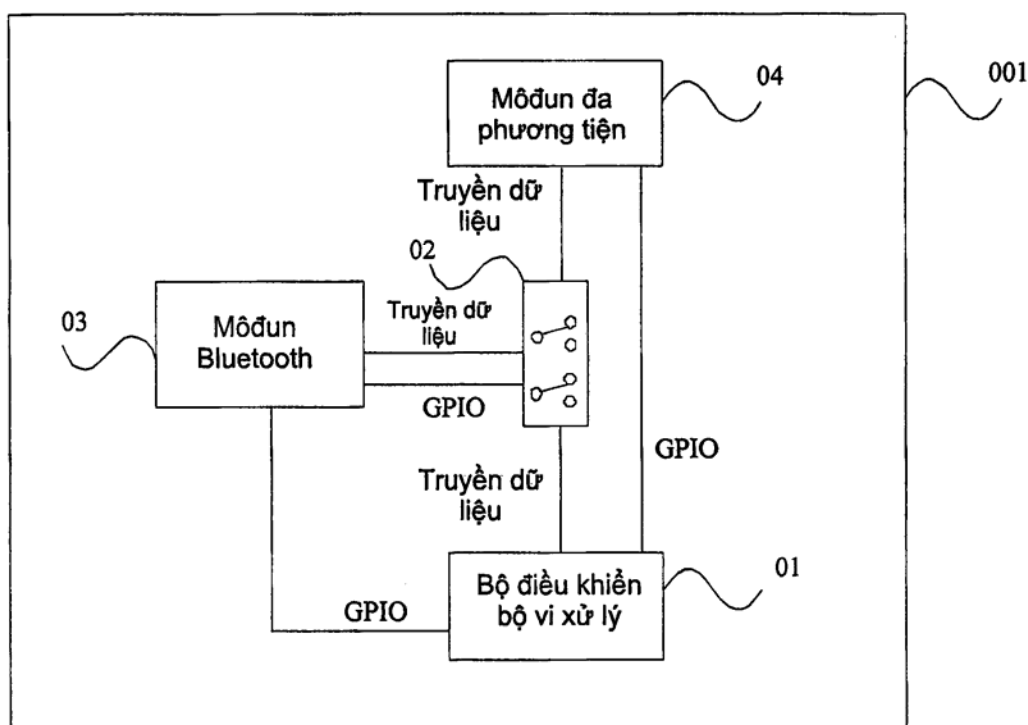 04
001
Môđun đa
phương tiện
Truyền dữ
liệu
02
Truyền dữ
liệu
03
Môđun
Bluetooth
GPIO
GPIO
Truyền dữ
liệu
01
Bộ điều khiển
bộ vi xử lý
GPIO